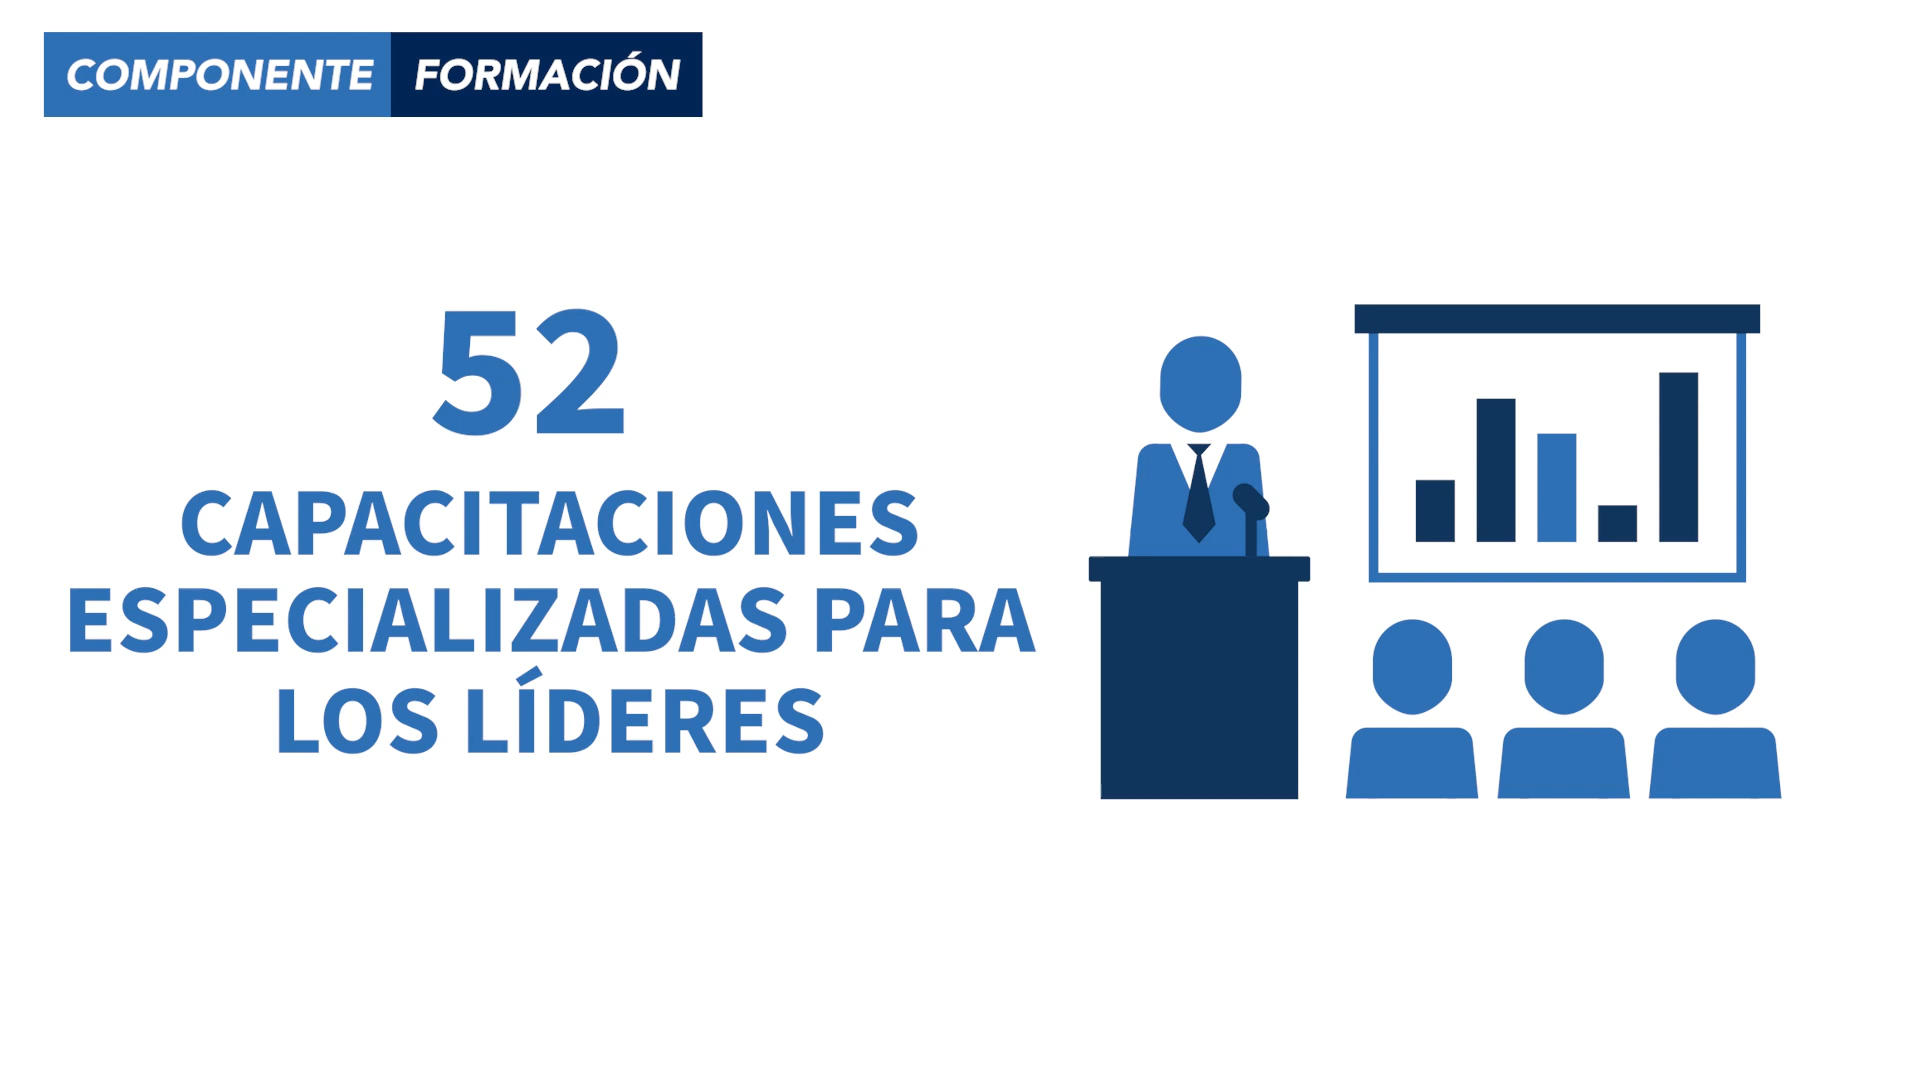 COMPONENTE FORMACIÓN
52
CAPACITACIONES
ESPECIALIZADAS PARA
LOS LÍDERES